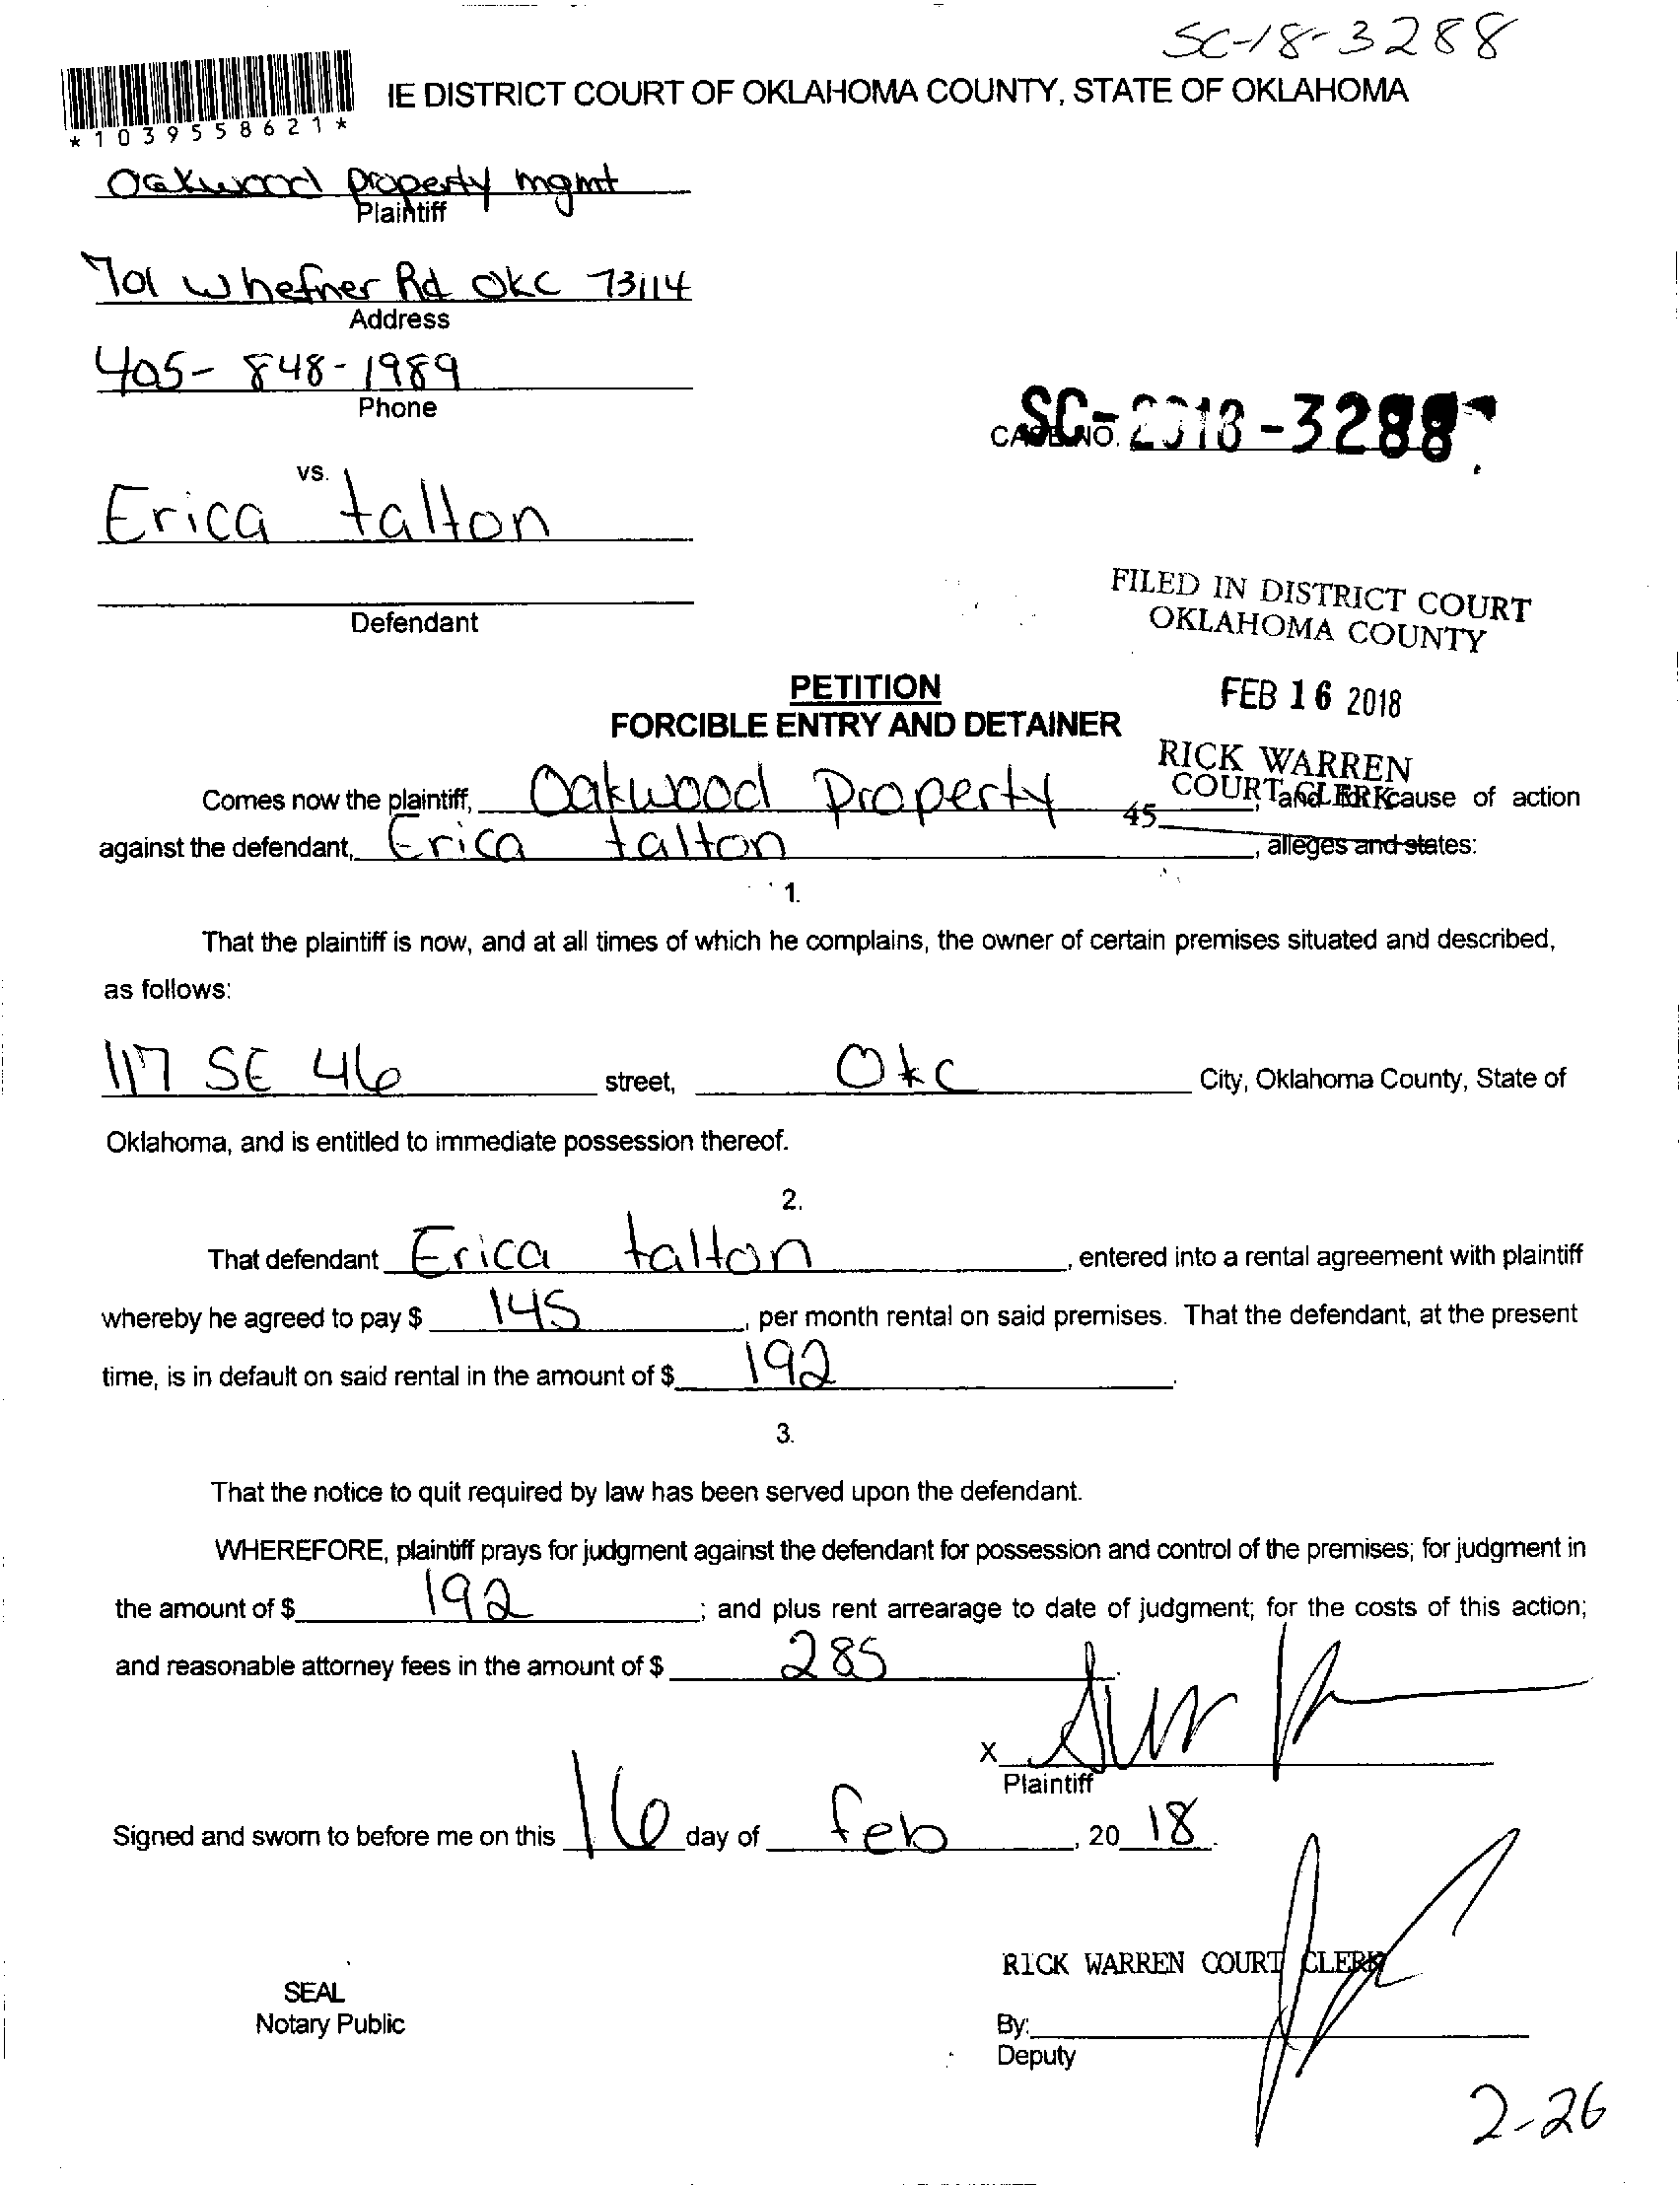 SC-18-3288
IE DISTRICT COURT OF OKLAHOMA COUNTY, STATE OF OKLAHOMA
*1039558621*
Oakwood property mgmt
Plaintiff
701 w hefner Rd OKC 73114
Address
405-848-1989
Phone
CASE NO. SC-2018-3288
vs.
Erica talton
Defendant
FILED IN DISTRICT COURT
OKLAHOMA COUNTY
FEB 16 2018
RICK WARREN
COURT CLERK
45
PETITION
FORCIBLE ENTRY AND DETAINER
Comes now the plaintiff, Oakwood Property, and for cause of action
against the defendant, Erica talton, alleges and states:
1.
That the plaintiff is now, and at all times of which he complains, the owner of certain premises situated and described,
as follows:
117 SE 46 street, OKC City, Oklahoma County, State of
Oklahoma, and is entitled to immediate possession thereof.
2.
That defendant Erica talton, entered into a rental agreement with plaintiff
whereby he agreed to pay $ 145, per month rental on said premises. That the defendant, at the present
time, is in default on said rental in the amount of $ 192.
3.
That the notice to quit required by law has been served upon the defendant.
WHEREFORE, plaintiff prays for judgment against the defendant for possession and control of the premises; for judgment in
the amount of $ 192; and plus rent arrearage to date of judgment; for the costs of this action;
and reasonable attorney fees in the amount of $ 285.
X
Plaintiff
Signed and sworn to before me on this 16 day of feb, 20 18.
RICK WARREN COURT CLERK
SEAL
Notary Public
By:
Deputy
2-26